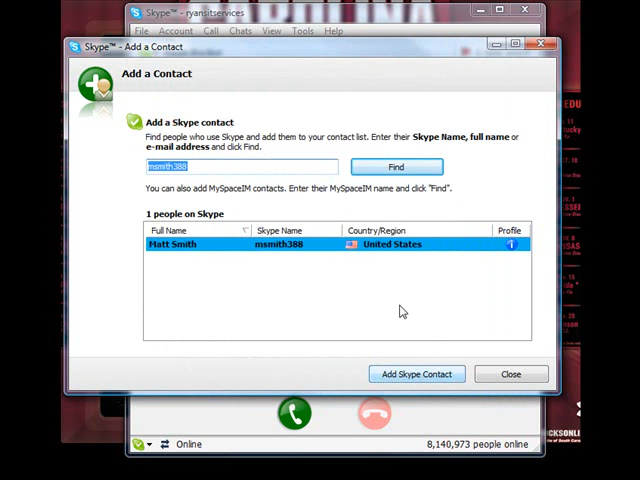 Skype™ - ryansitservices
File Account Call Chats View Tools Help
Skype™ - Add a Contact
Add a Contact
Add a Skype contact
Find people who use Skype and add them to your contact list. Enter their Skype Name, full name or
e-mail address and click Find.
msmith388
Find
You can also add MySpaceIM contacts. Enter their MySpaceIM name and click "Find".
1 people on Skype
Full Name Skype Name Country/Region Profile
Matt Smith msmith388 United States
Add Skype Contact Close
Online 8,140,973 people online